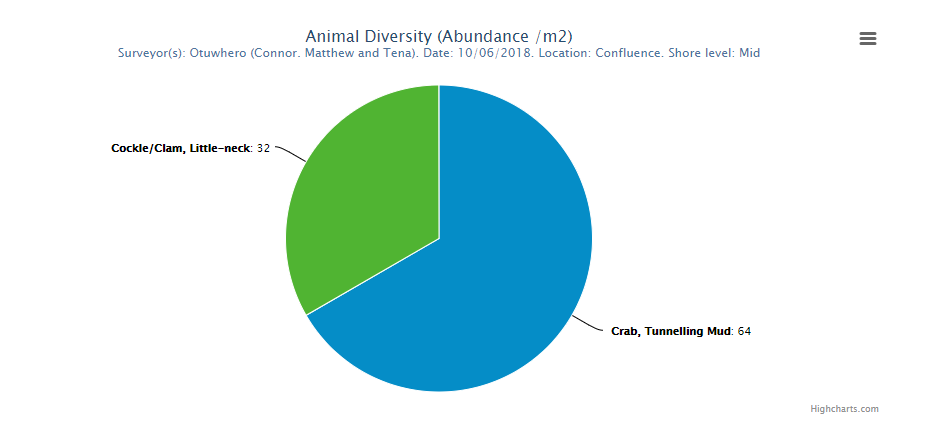 Animal Diversity (Abundance /m2)
Surveyor(s): Otuwhero (Connor. Matthew and Tena). Date: 10/06/2018. Location: Confluence. Shore level: Mid
Cockle/Clam, Little-neck: 32
Crab, Tunnelling Mud: 64
Highcharts.com